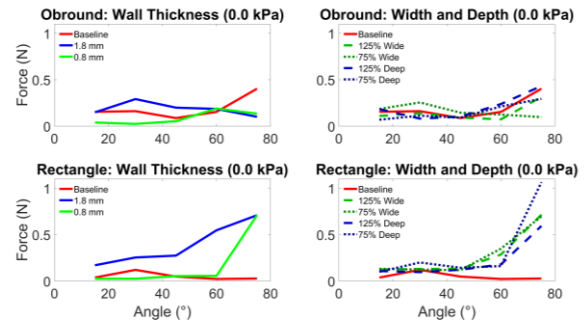 Obround: Wall Thickness (0.0 kPa)
1
Baseline
1.8 mm
0.8 mm
0.5
0
0 20 40 60 80
Force (N)
Obround: Width and Depth (0.0 kPa)
1
Baseline
125% Wide
75% Wide
125% Deep
75% Deep
0.5
0
0 20 40 60 80
Rectangle: Wall Thickness (0.0 kPa)
1
Baseline
1.8 mm
0.8 mm
0.5
0
0 20 40 60 80
Force (N)
Angle (°)
Rectangle: Width and Depth (0.0 kPa)
1
Baseline
125% Wide
75% Wide
125% Deep
75% Deep
0.5
0
0 20 40 60 80
Angle (°)